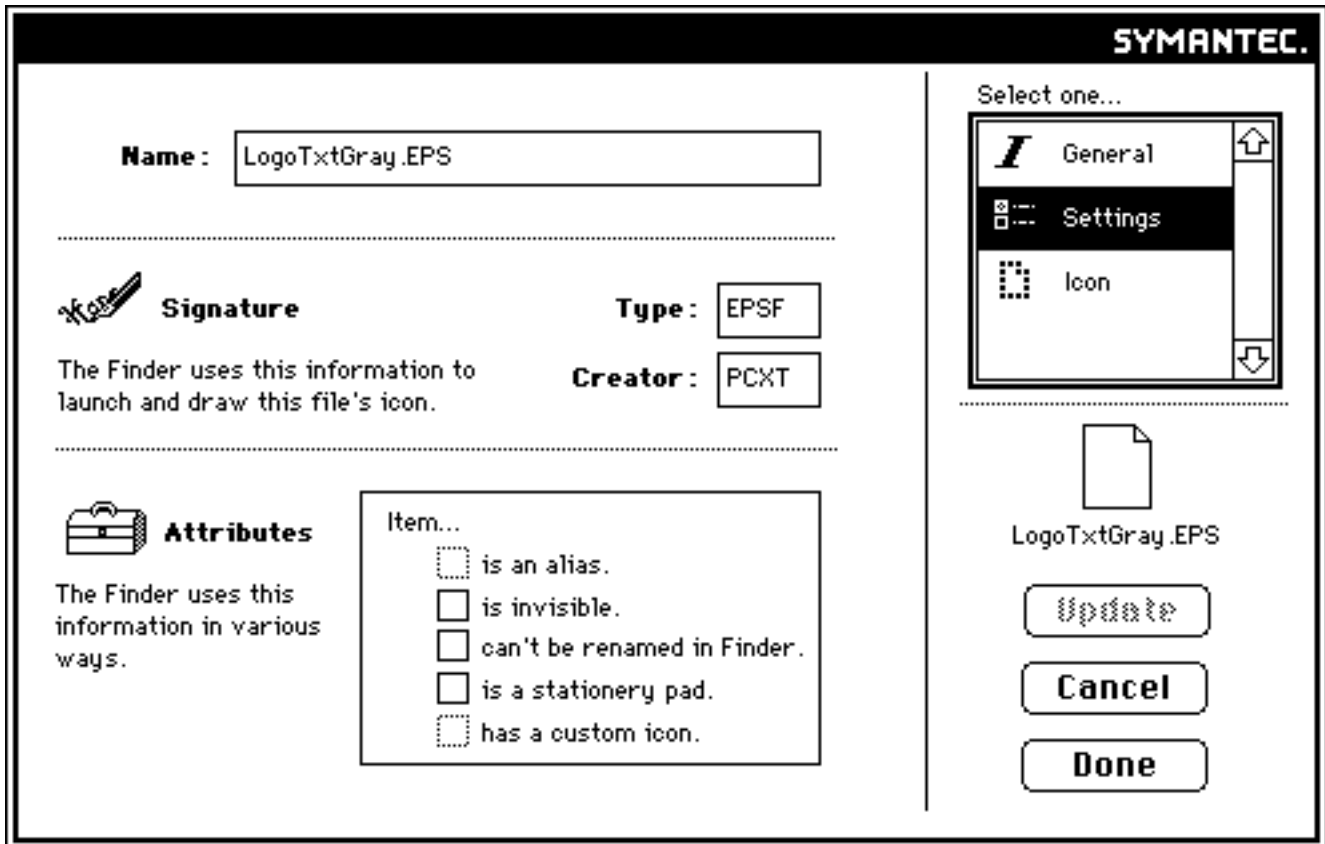 SYMANTEC.
Name: LogoTxtGray.EPS
Signature
The Finder uses this information to
launch and draw this file's icon.
Type: EPSF
Creator: PCXT
Attributes
The Finder uses this
information in various
ways.
Item...
is an alias.
is invisible.
can't be renamed in Finder.
is a stationery pad.
has a custom icon.
Select one...
General
Settings
Icon
LogoTxtGray.EPS
Update
Cancel
Done